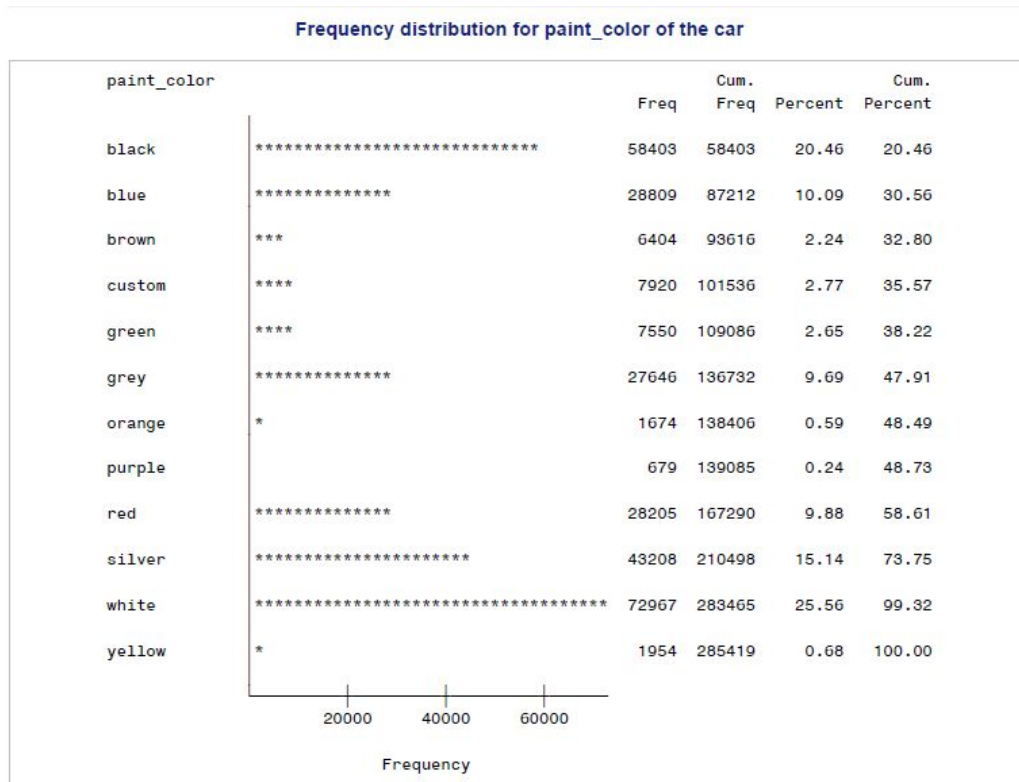 Frequency distribution for paint_color of the car
paint_color Cum. Cum.
Freq Freq Percent Percent
black ***************************** 58403 58403 20.46 20.46
blue ************** 28809 87212 10.09 30.56
brown *** 6404 93616 2.24 32.80
custom **** 7920 101536 2.77 35.57
green **** 7550 109086 2.65 38.22
grey ************** 27646 136732 9.69 47.91
orange * 1674 138406 0.59 48.49
purple 679 139085 0.24 48.73
red ************** 28205 167290 9.88 58.61
silver ********************** 43208 210498 15.14 73.75
white ************************************ 72967 283465 25.56 99.32
yellow * 1954 285419 0.68 100.00
20000 40000 60000
Frequency